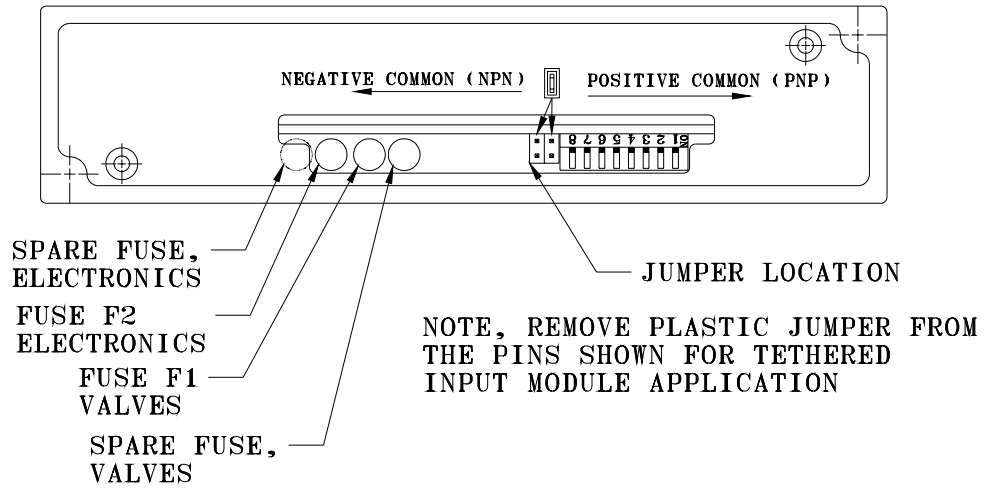 NEGATIVE COMMON (NPN)
POSITIVE COMMON (PNP)
8 7 6 5 4 3 2 1 ON
SPARE FUSE,
ELECTRONICS
FUSE F2
ELECTRONICS
FUSE F1
VALVES
SPARE FUSE,
VALVES
JUMPER LOCATION
NOTE, REMOVE PLASTIC JUMPER FROM
THE PINS SHOWN FOR TETHERED
INPUT MODULE APPLICATION